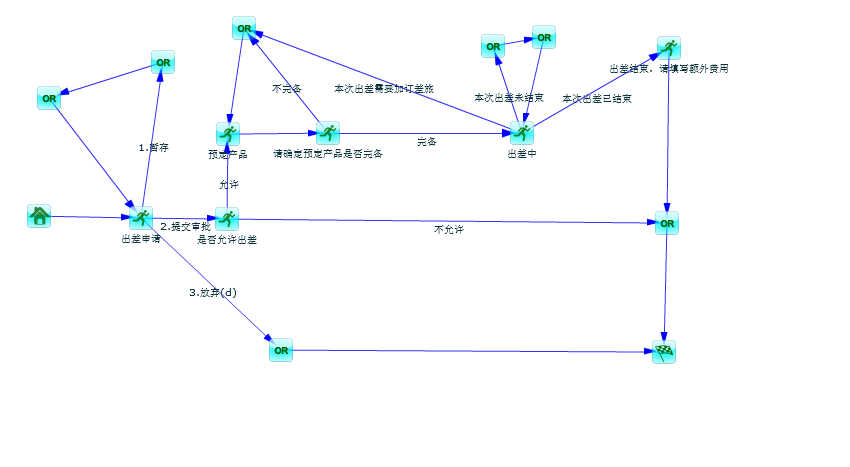 OR
OR
OR
OR
OR
出差结束. 请填写额外费用
不完备
本次出差需要加订差旅
本次出差未结束
本次出差已结束
1.暂存
预定产品
请确定预定产品是否完备
完备
出差中
允许
2.提交审批
出差申请
是否允许出差
不允许
OR
3.放弃(d)
OR